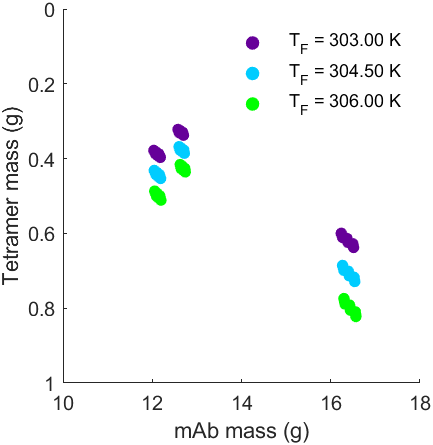 0
0.2
0.4
0.6
0.8
1
Tetramer mass (g)
T_F = 303.00 K
T_F = 304.50 K
T_F = 306.00 K
10 12 14 16 18
mAb mass (g)